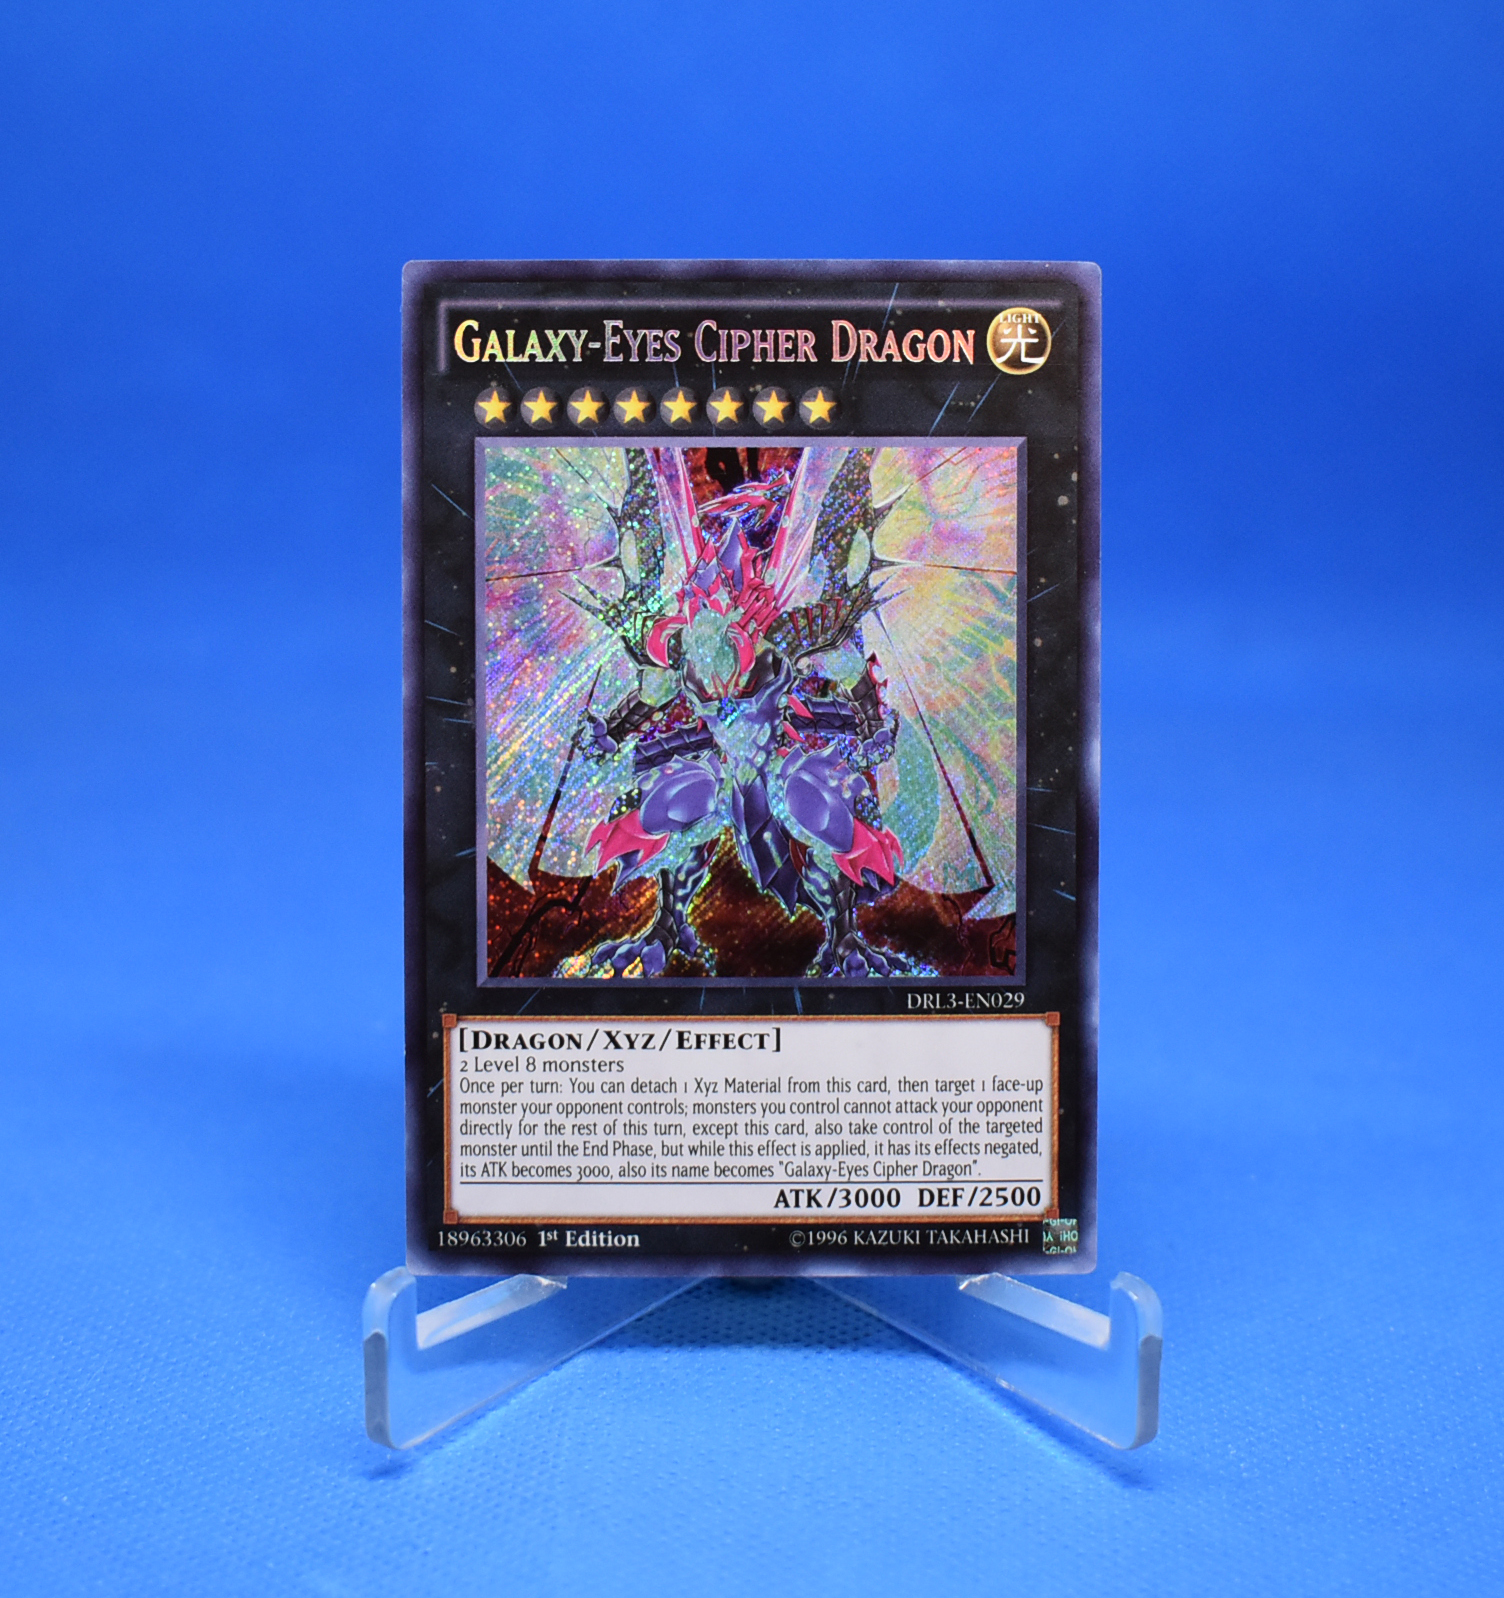 Galaxy-Eyes Cipher Dragon
LIGHT
光
DRL3-EN029
[Dragon/Xyz/Effect]
2 Level 8 monsters
Once per turn: You can detach 1 Xyz Material from this card, then target 1 face-up
monster your opponent controls; monsters you control cannot attack your opponent
directly for the rest of this turn, except this card, also take control of the targeted
monster until the End Phase, but while this effect is applied, it has its effects negated,
its ATK becomes 3000, also its name becomes "Galaxy-Eyes Cipher Dragon".
ATK/3000 DEF/2500
18963306 1st Edition
©1996 KAZUKI TAKAHASHI